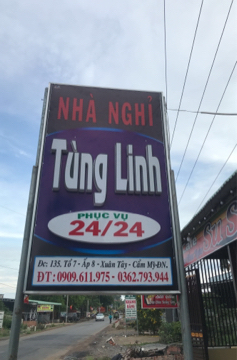 NHÀ NGHỈ
Tùng Linh
PHỤC VỤ
24/24
Đc: 135, Tổ 7 - Ấp 8 - Xuân Tây - Cẩm Mỹ-ĐN.
ĐT: 0909.611.975 - 0362.793.944